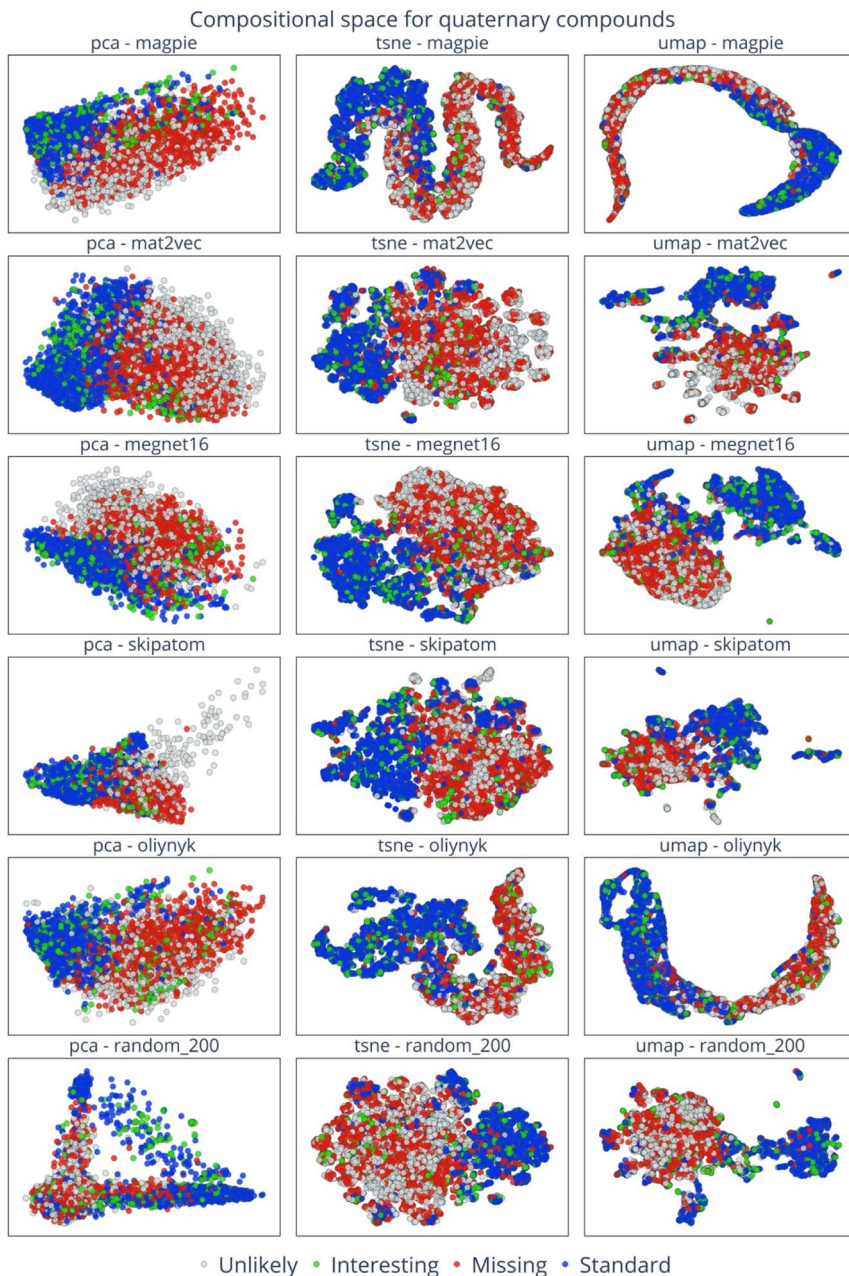 Compositional space for quaternary compounds
pca - magpie
tsne - magpie
umap - magpie
pca - mat2vec
tsne - mat2vec
umap - mat2vec
pca - megnet16
tsne - megnet16
umap - megnet16
pca - skipatom
tsne - skipatom
umap - skipatom
pca - oliynyk
tsne - oliynyk
umap - oliynyk
pca - random_200
tsne - random_200
umap - random_200
Unlikely Interesting Missing Standard